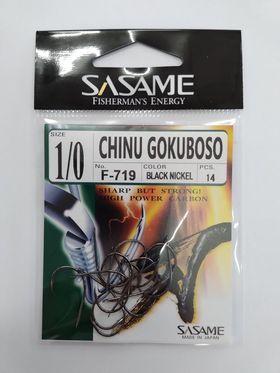 SASAME
FISHERMAN'S ENERGY
SIZE
1/0
CHINU GOKUBOSO
No. COLOR PCS.
F-719 BLACK NICKEL 14
SHARP BUT STRONG!
HIGH POWER CARBON
SASAME
MADE IN JAPAN